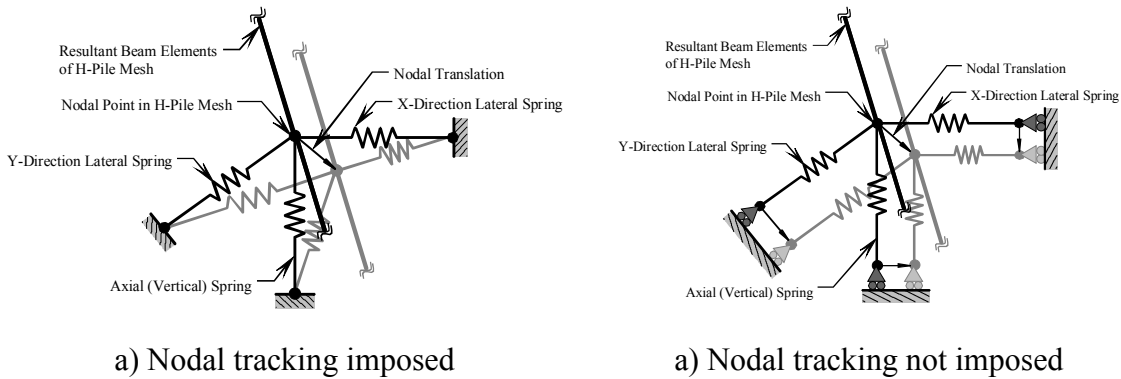 Resultant Beam Elements
of H-Pile Mesh
Nodal Translation
Nodal Point in H-Pile Mesh
X-Direction Lateral Spring
Y-Direction Lateral Spring
Axial (Vertical) Spring
a) Nodal tracking imposed
Resultant Beam Elements
of H-Pile Mesh
Nodal Translation
Nodal Point in H-Pile Mesh
X-Direction Lateral Spring
Y-Direction Lateral Spring
Axial (Vertical) Spring
a) Nodal tracking not imposed